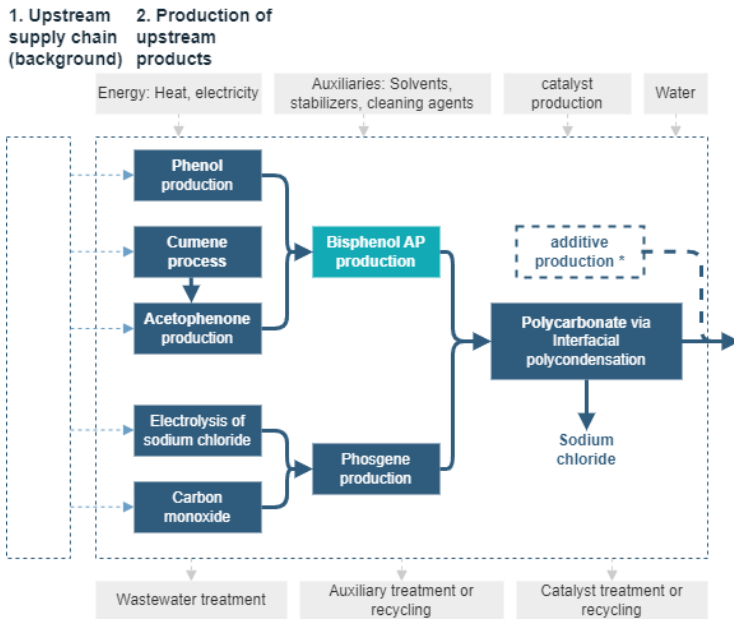 1. Upstream
supply chain
(background)
2. Production of
upstream
products
Energy: Heat, electricity
Auxiliaries: Solvents,
stabilizers, cleaning agents
catalyst
production
Water
Phenol
production
Cumene
process
Acetophenone
production
Bisphenol AP
production
additive
production *
Polycarbonate via
Interfacial
polycondensation
Electrolysis of
sodium chloride
Carbon
monoxide
Phosgene
production
Sodium
chloride
Wastewater treatment
Auxiliary treatment or
recycling
Catalyst treatment or
recycling